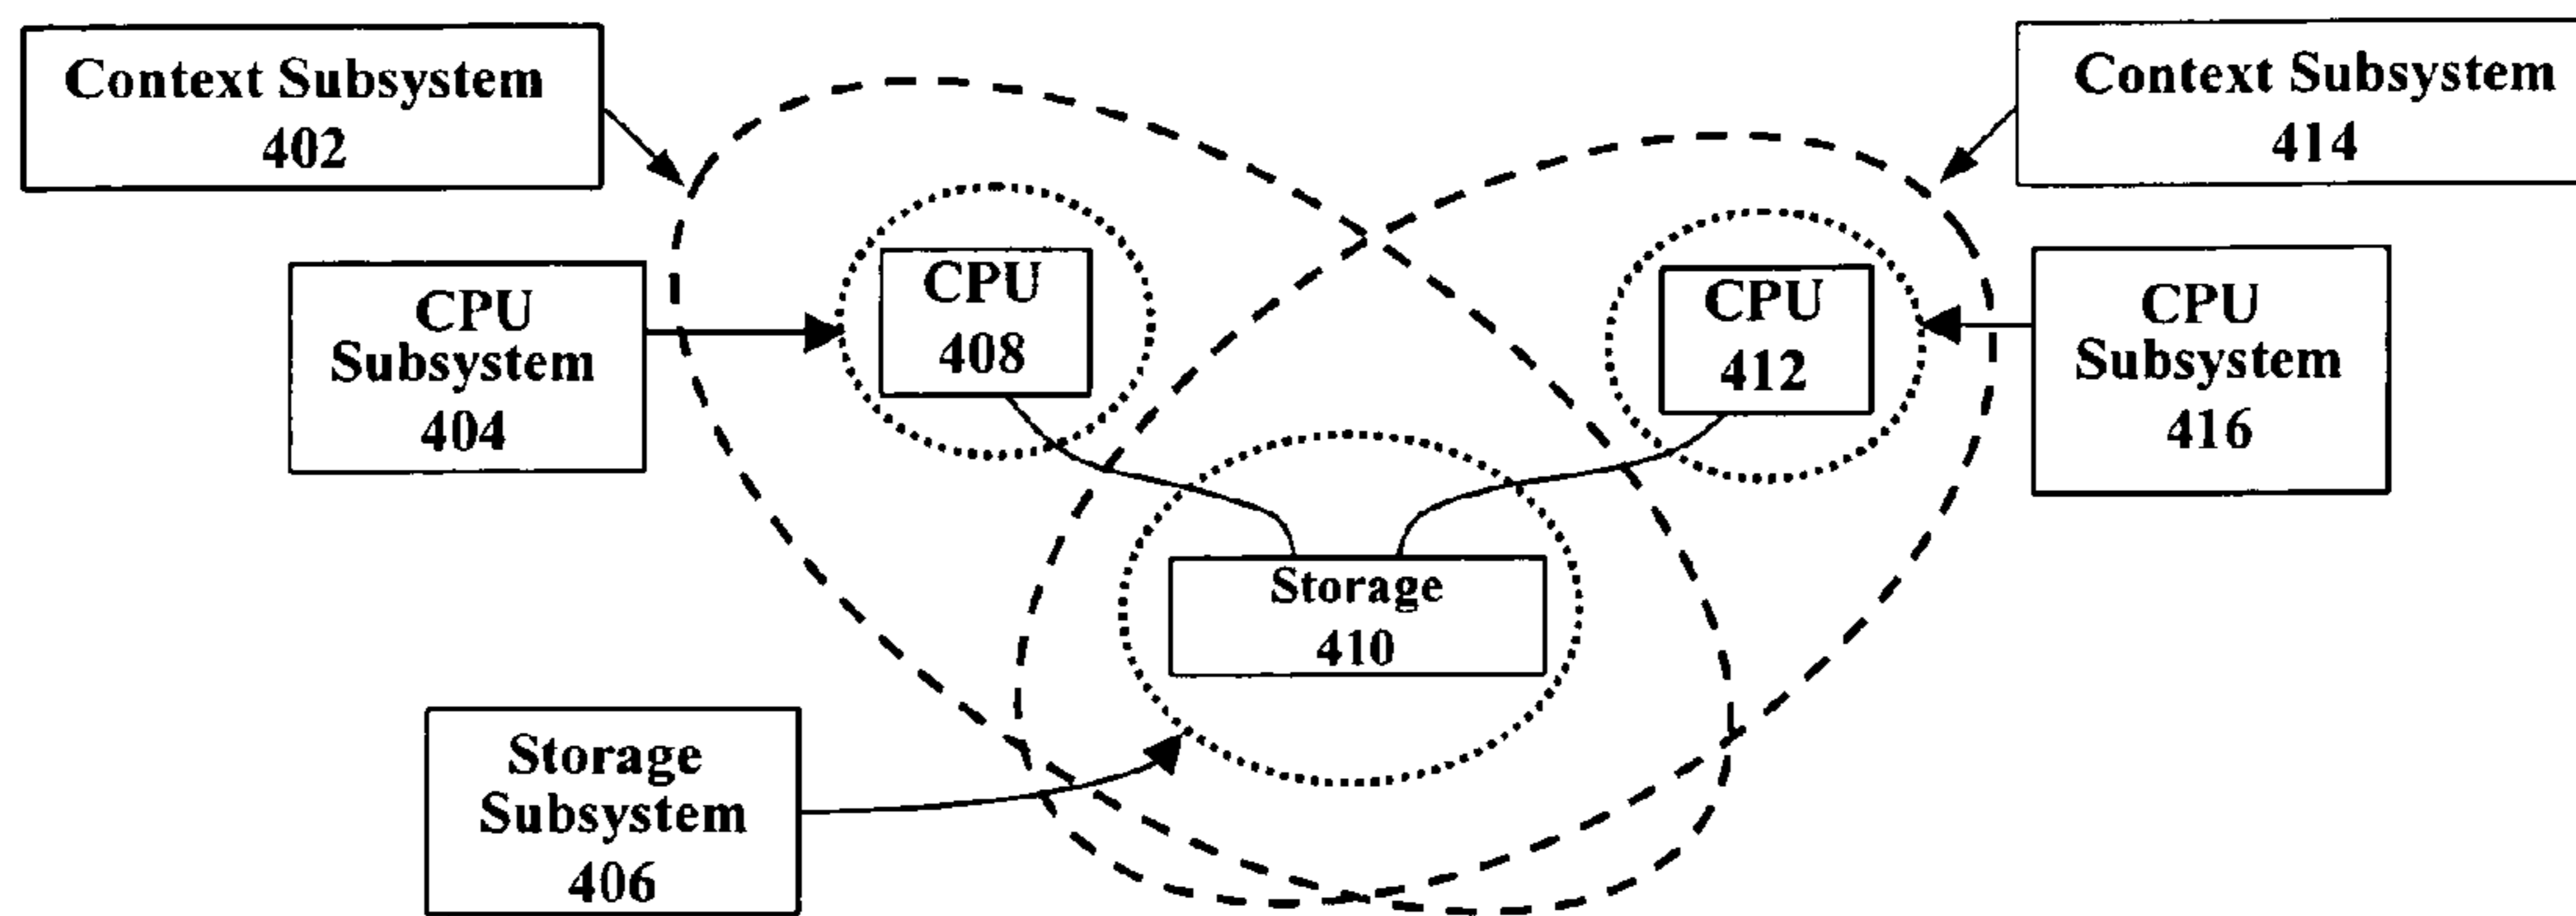 Context Subsystem
402
Context Subsystem
414
CPU
Subsystem
404
CPU
408
CPU
412
CPU
Subsystem
416
Storage
410
Storage
Subsystem
406